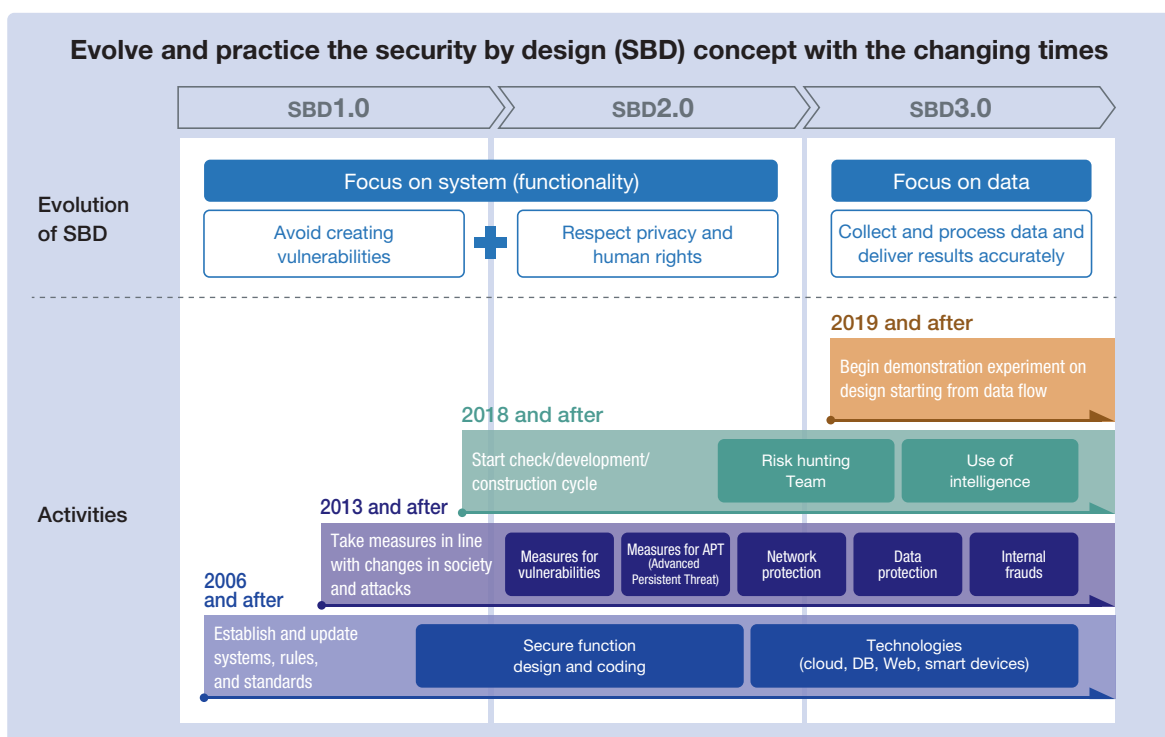 Evolve and practice the security by design (SBD) concept with the changing times
SBD1.0
SBD2.0
SBD3.0
Evolution
of SBD
Focus on system (functionality)
Focus on data
Avoid creating
vulnerabilities
Respect privacy and
human rights
Collect and process data and
deliver results accurately
Activities
2019 and after
Begin demonstration experiment on
design starting from data flow
2018 and after
Start check/development/
construction cycle
Risk hunting
Team
Use of
intelligence
2013 and after
Take measures in line
with changes in society
and attacks
Measures for
vulnerabilities
Measures for APT
(Advanced
Persistent Threat)
Network
protection
Data
protection
Internal
frauds
2006
and after
Establish and update
systems, rules,
and standards
Secure function
design and coding
Technologies
(cloud, DB, Web, smart devices)